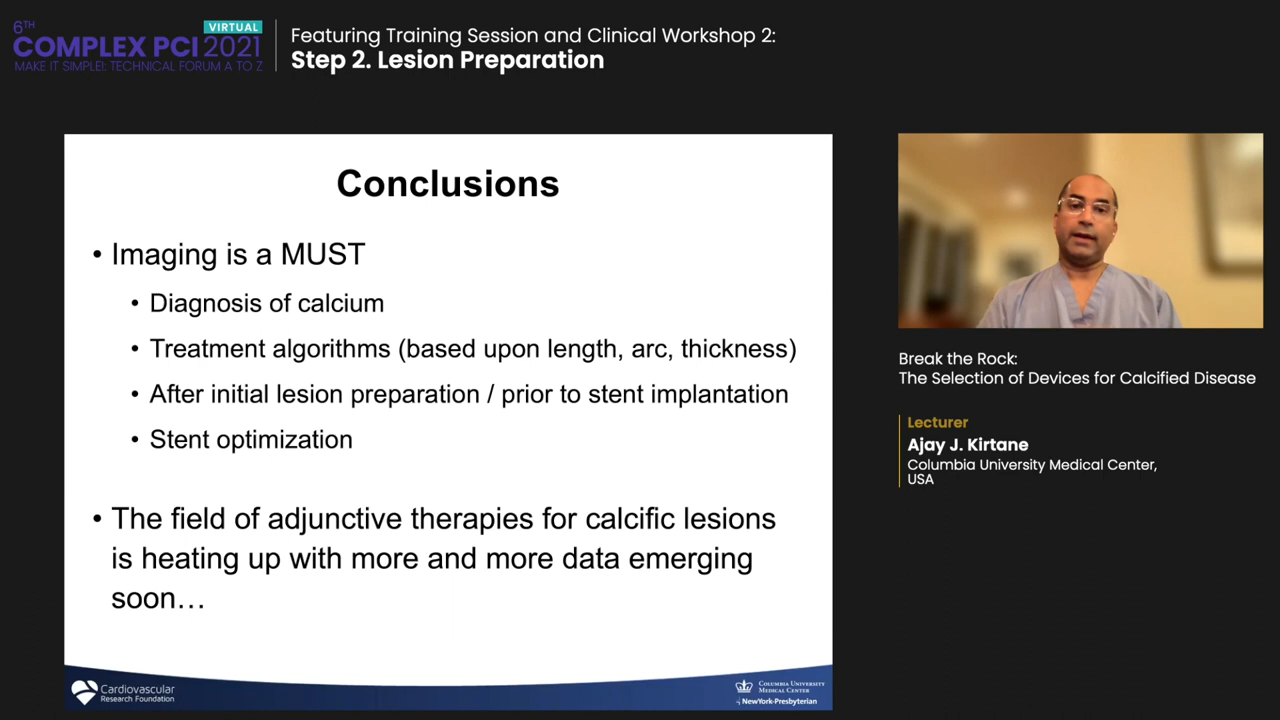 6TH
VIRTUAL
COMPLEX PCI 2021
MAKE IT SIMPLE!: TECHNICAL FORUM A TO Z
Featuring Training Session and Clinical Workshop 2:
Step 2. Lesion Preparation
Conclusions
• Imaging is a MUST
• Diagnosis of calcium
• Treatment algorithms (based upon length, arc, thickness)
• After initial lesion preparation / prior to stent implantation
• Stent optimization
• The field of adjunctive therapies for calcific lesions
is heating up with more and more data emerging
soon…
Cardiovascular
Research Foundation
COLUMBIA UNIVERSITY
MEDICAL CENTER
NewYork-Presbyterian
Break the Rock:
The Selection of Devices for Calcified Disease
Lecturer
Ajay J. Kirtane
Columbia University Medical Center,
USA